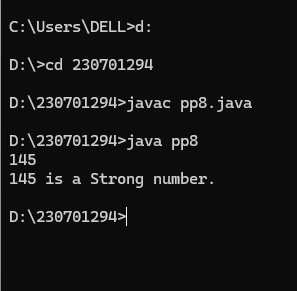 C:\Users\DELL>d:
D:\>cd 230701294
D:\230701294>javac pp8.java
D:\230701294>java pp8
145
145 is a Strong number.
D:\230701294>